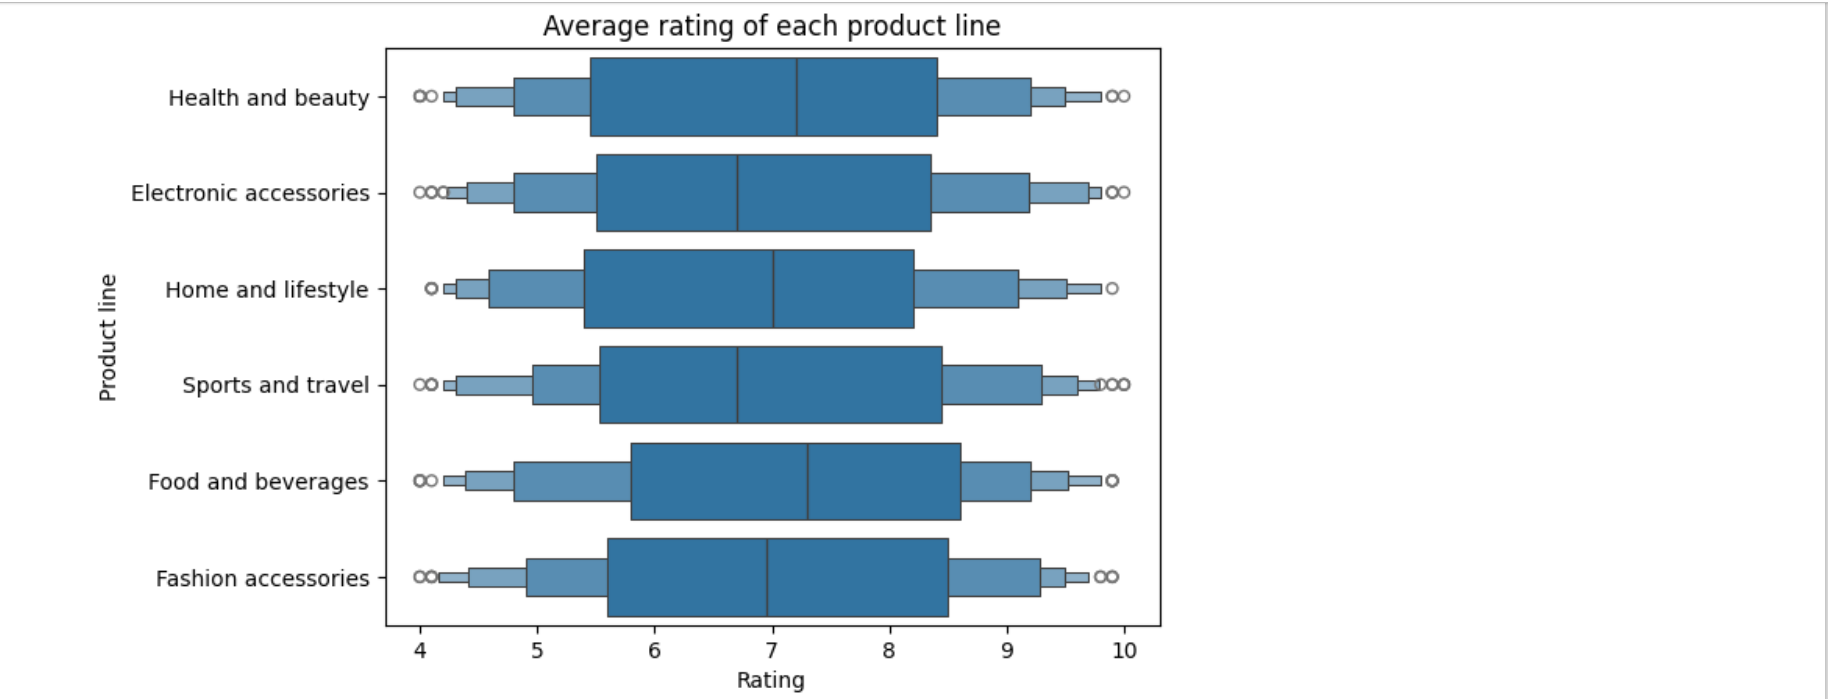 Average rating of each product line
Health and beauty
Electronic accessories
Home and lifestyle
Sports and travel
Food and beverages
Fashion accessories
Product line
4 5 6 7 8 9 10
Rating